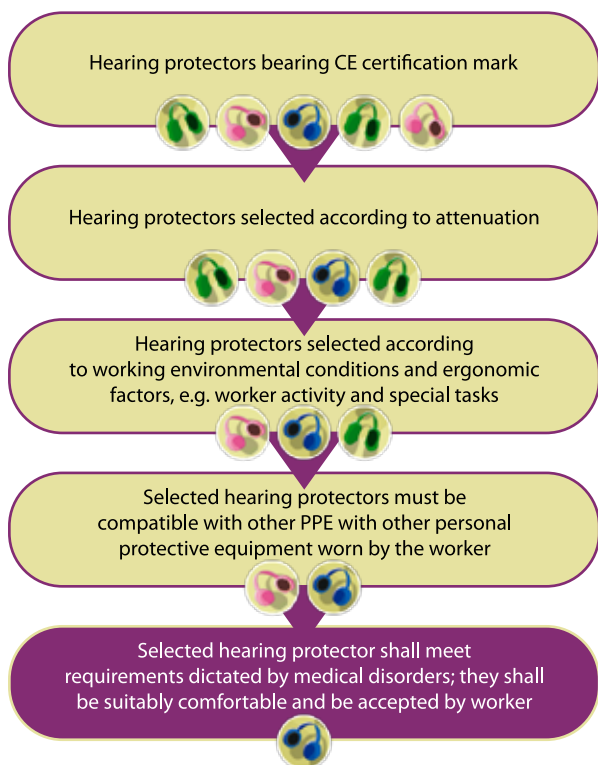 Hearing protectors bearing CE certification mark
Hearing protectors selected according to attenuation
Hearing protectors selected according
to working environmental conditions and ergonomic
factors, e.g. worker activity and special tasks
Selected hearing protectors must be
compatible with other PPE with other personal
protective equipment worn by the worker
Selected hearing protector shall meet
requirements dictated by medical disorders; they shall
be suitably comfortable and be accepted by worker